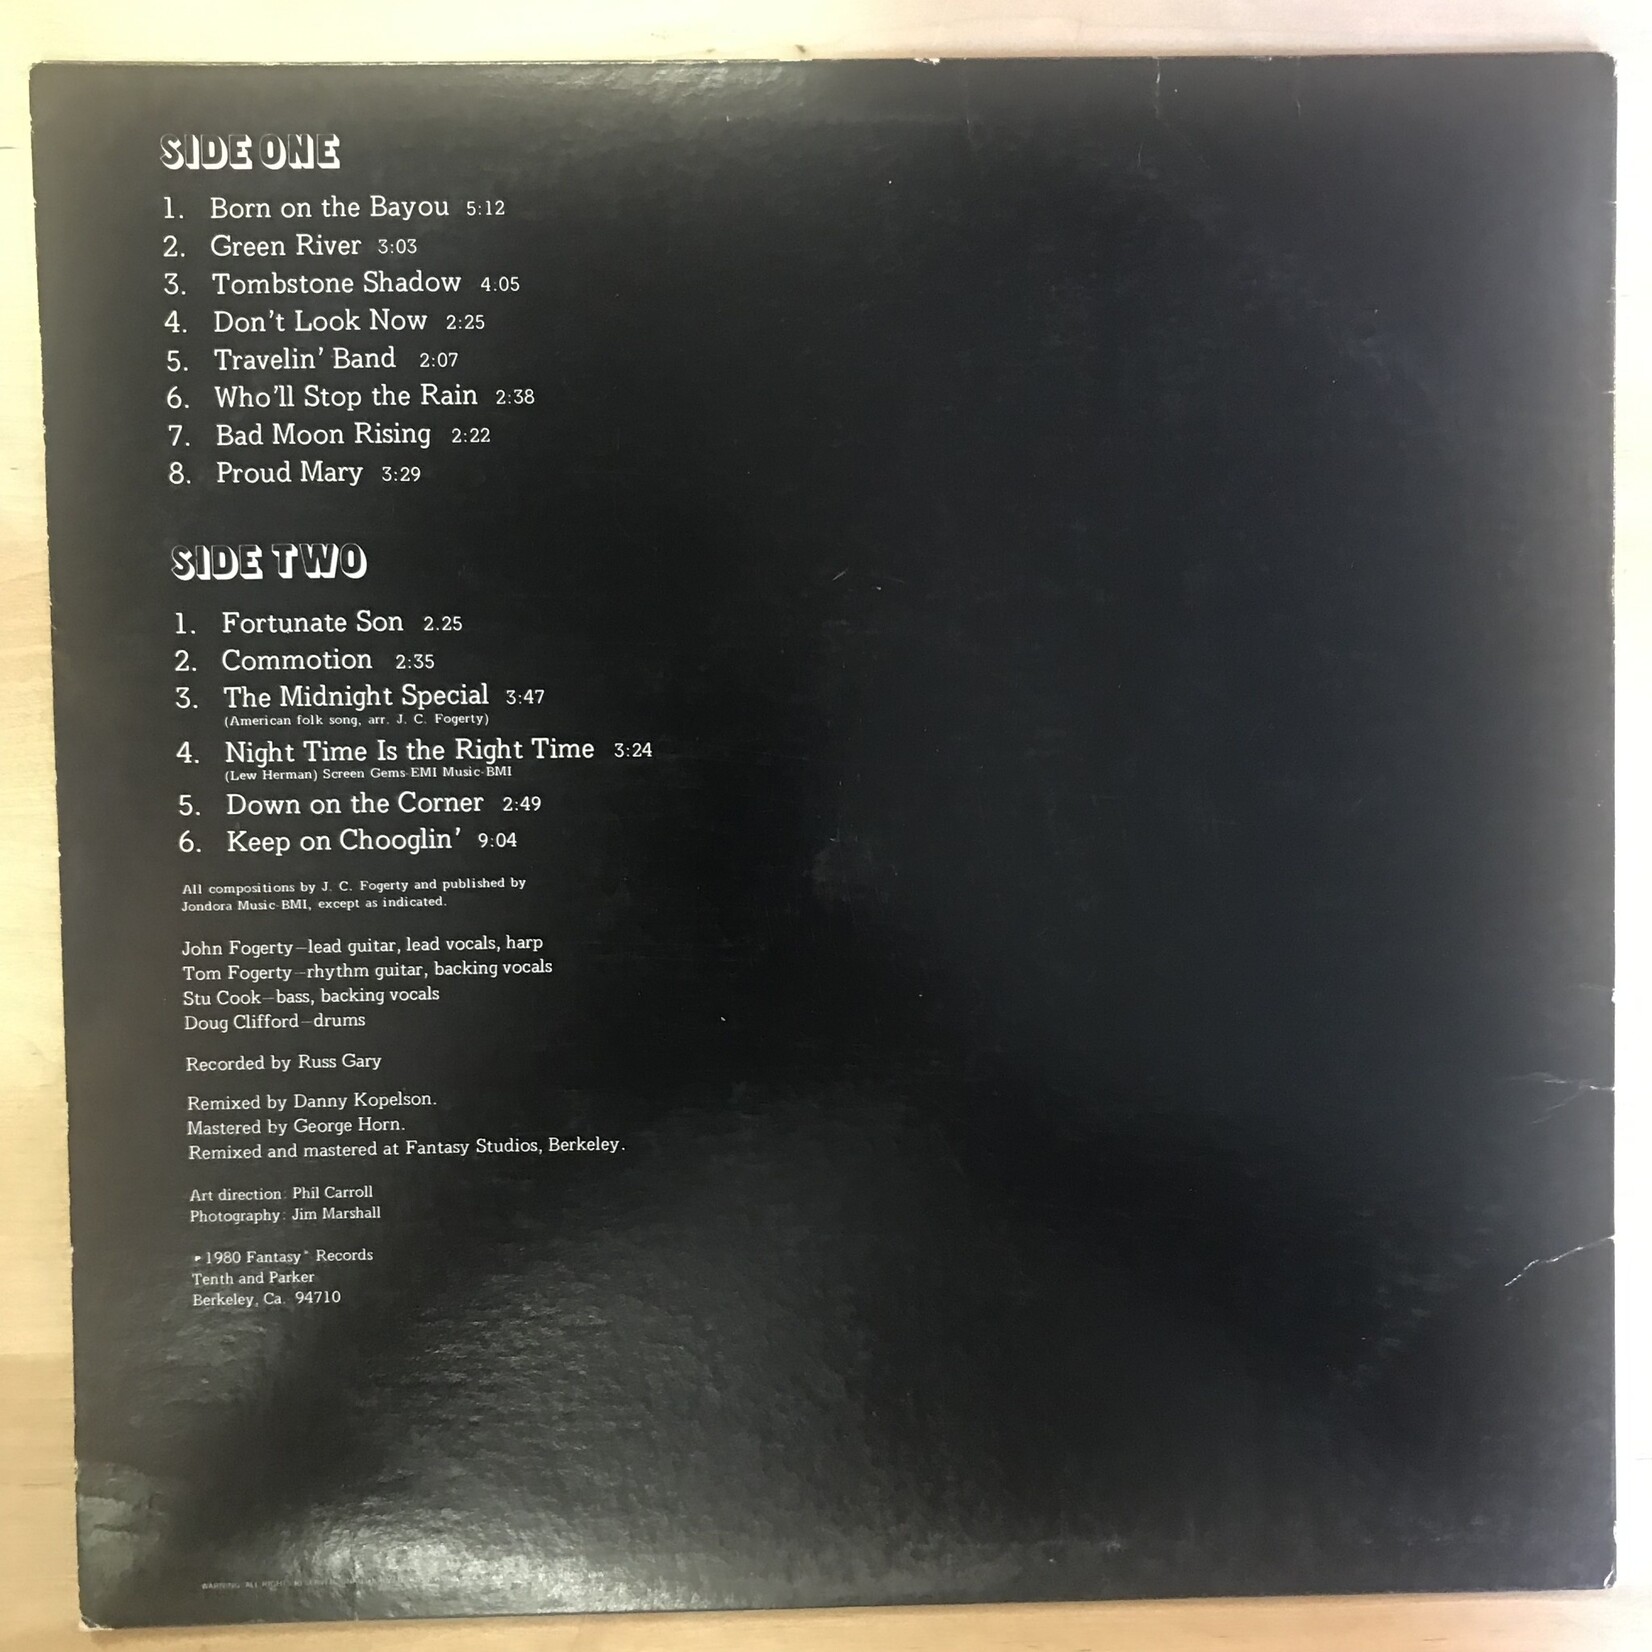 SIDE ONE
1. Born on the Bayou 5:12
2. Green River 3:03
3. Tombstone Shadow 4.05
4. Don't Look Now 2:25
5. Travelin' Band 2:07
6. Who'll Stop the Rain 2:38
7. Bad Moon Rising 2:22
8. Proud Mary 3:29
SIDE TWO
1. Fortunate Son 2.25
2. Commotion 2:35
3. The Midnight Special 3:47
(American folk song, arr. J. C. Fogerty)
4. Night Time Is the Right Time 3:24
(Lew Herman) Screen Gems-EMI Music-BMI
5. Down on the Corner 2:49
6. Keep on Chooglin' 9:04
All compositions by J. C. Fogerty and published by
Jondora Music-BMI, except as indicated.
John Fogerty—lead guitar, lead vocals, harp
Tom Fogerty—rhythm guitar, backing vocals
Stu Cook—bass, backing vocals
Doug Clifford—drums
Recorded by Russ Gary
Remixed by Danny Kopelson.
Mastered by George Horn.
Remixed and mastered at Fantasy Studios, Berkeley.
Art direction: Phil Carroll
Photography: Jim Marshall
℗ 1980 Fantasy® Records
Tenth and Parker
Berkeley, Ca. 94710
WARNING: ALL RIGHTS